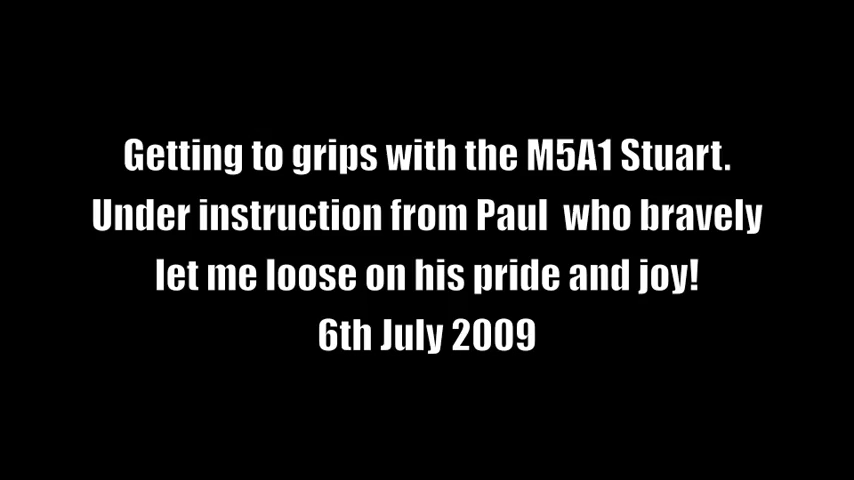 Getting to grips with the M5A1 Stuart.
Under instruction from Paul  who bravely
let me loose on his pride and joy!
6th July 2009